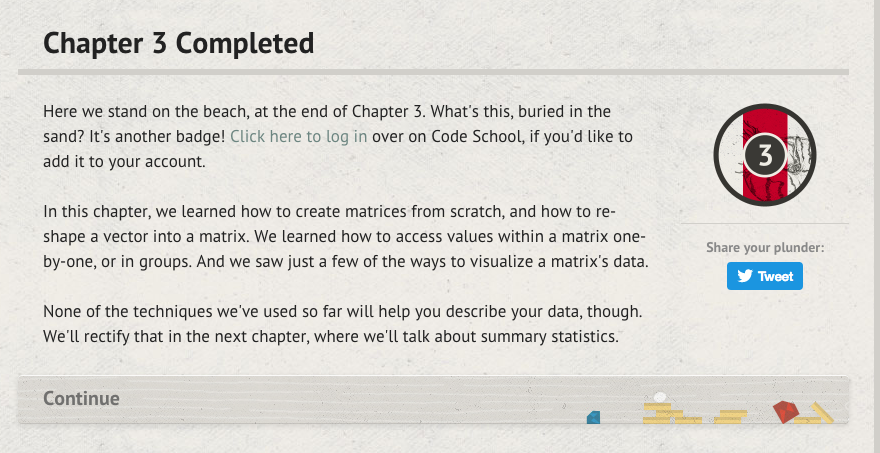 Chapter 3 Completed
Here we stand on the beach, at the end of Chapter 3. What's this, buried in the
sand? It's another badge! Click here to log in over on Code School, if you'd like to
add it to your account.
3
In this chapter, we learned how to create matrices from scratch, and how to re-
shape a vector into a matrix. We learned how to access values within a matrix one-
by-one, or in groups. And we saw just a few of the ways to visualize a matrix's data.
Share your plunder:
Tweet
None of the techniques we've used so far will help you describe your data, though.
We'll rectify that in the next chapter, where we'll talk about summary statistics.
Continue